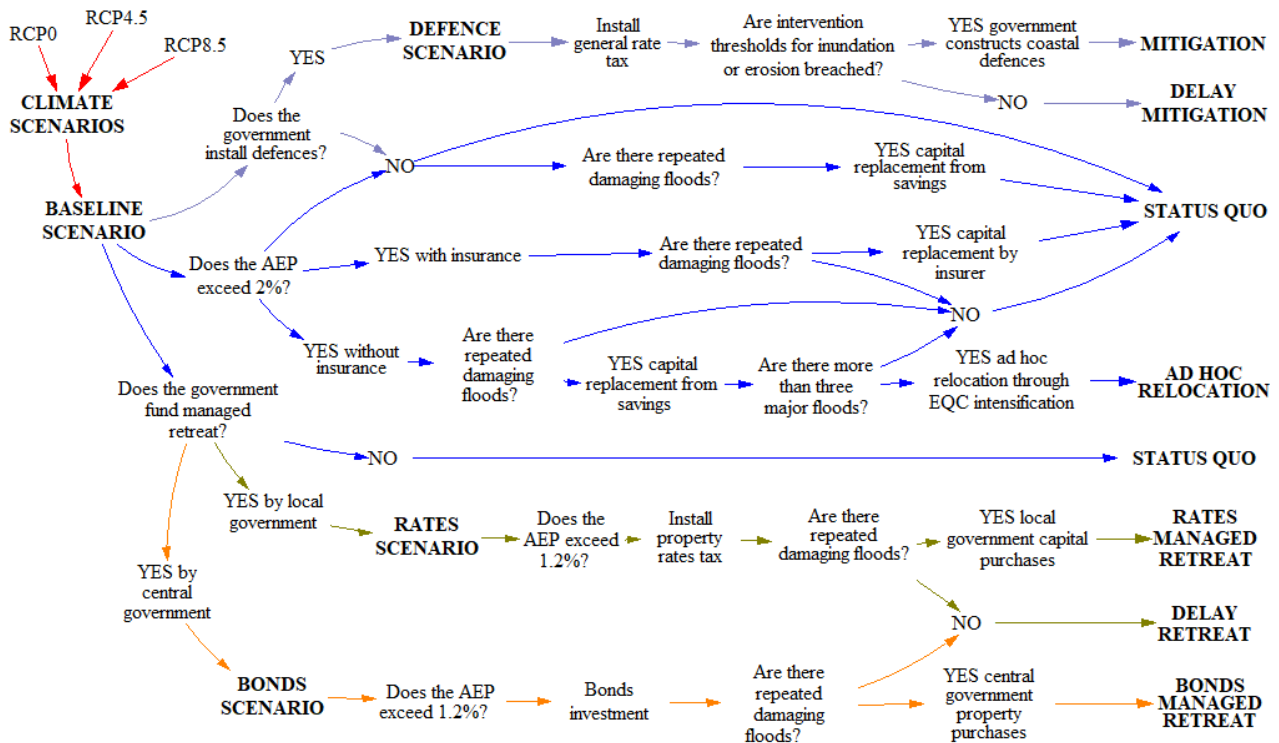 RCP0
RCP4.5
RCP8.5
CLIMATE
SCENARIOS
BASELINE
SCENARIO
YES
DEFENCE
SCENARIO
Install
general rate
tax
Are intervention
thresholds for inundation
or erosion breached?
YES government
constructs coastal
defences
MITIGATION
NO
DELAY
MITIGATION
Does the
government
install defences?
NO
Are there repeated
damaging floods?
YES capital
replacement from
savings
STATUS QUO
Does the AEP
exceed 2%?
YES with insurance
Are there repeated
damaging floods?
YES capital
replacement by
insurer
NO
YES without
insurance
Are there
repeated
damaging
floods?
YES capital
replacement from
savings
Are there more
than three
major floods?
YES ad hoc
relocation through
EQC intensification
AD HOC
RELOCATION
Does the government
fund managed
retreat?
NO
STATUS QUO
YES by local
government
RATES
SCENARIO
Does the
AEP exceed
1.2%?
Install
property
rates tax
Are there
repeated
damaging floods?
YES local
government capital
purchases
RATES
MANAGED
RETREAT
YES by
central
government
NO
DELAY
RETREAT
BONDS
SCENARIO
Does the AEP
exceed 1.2%?
Bonds
investment
Are there
repeated
damaging
floods?
YES central
government
property
purchases
BONDS
MANAGED
RETREAT